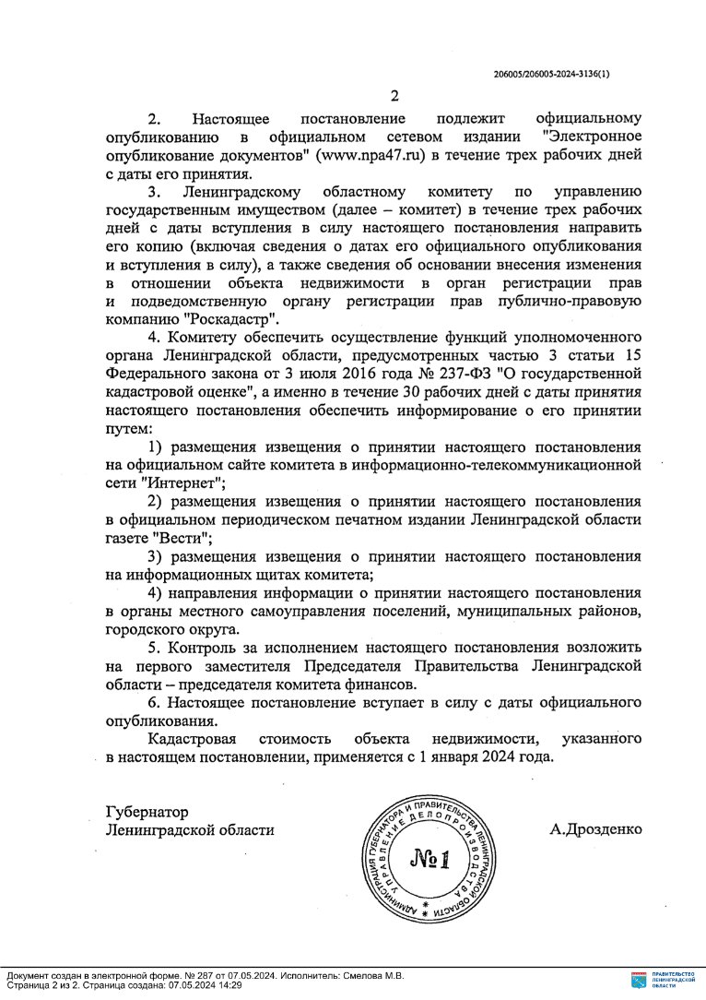 206005/206005-2024-3136(1)
2
2. Настоящее постановление подлежит официальному
опубликованию в официальном сетевом издании "Электронное
опубликование документов" (www.npa47.ru) в течение трех рабочих дней
с даты его принятия.
3. Ленинградскому областному комитету по управлению
государственным имуществом (далее – комитет) в течение трех рабочих
дней с даты вступления в силу настоящего постановления направить
его копию (включая сведения о датах его официального опубликования
и вступления в силу), а также сведения об основании внесения изменения
в отношении объекта недвижимости в орган регистрации прав
и подведомственную органу регистрации прав публично-правовую
компанию "Роскадастр".
4. Комитету обеспечить осуществление функций уполномоченного
органа Ленинградской области, предусмотренных частью 3 статьи 15
Федерального закона от 3 июля 2016 года № 237-ФЗ "О государственной
кадастровой оценке", а именно в течение 30 рабочих дней с даты принятия
настоящего постановления обеспечить информирование о его принятии
путем:
1) размещения извещения о принятии настоящего постановления
на официальном сайте комитета в информационно-телекоммуникационной
сети "Интернет";
2) размещения извещения о принятии настоящего постановления
в официальном периодическом печатном издании Ленинградской области
газете "Вести";
3) размещения извещения о принятии настоящего постановления
на информационных щитах комитета;
4) направления информации о принятии настоящего постановления
в органы местного самоуправления поселений, муниципальных районов,
городского округа.
5. Контроль за исполнением настоящего постановления возложить
на первого заместителя Председателя Правительства Ленинградской
области – председателя комитета финансов.
6. Настоящее постановление вступает в силу с даты официального
опубликования.
Кадастровая стоимость объекта недвижимости, указанного
в настоящем постановлении, применяется с 1 января 2024 года.
Губернатор
Ленинградской области
А.Дрозденко
АДМИНИСТРАЦИЯ ГУБЕРНАТОРА И ПРАВИТЕЛЬСТВА ЛЕНИНГРАДСКОЙ ОБЛАСТИ
УПРАВЛЕНИЕ ДЕЛОПРОИЗВОДСТВА
№1
Документ создан в электронной форме. № 287 от 07.05.2024. Исполнитель: Смелова М.В.
Страница 2 из 2. Страница создана: 07.05.2024 14:29
ПРАВИТЕЛЬСТВО
ЛЕНИНГРАДСКОЙ
ОБЛАСТИ